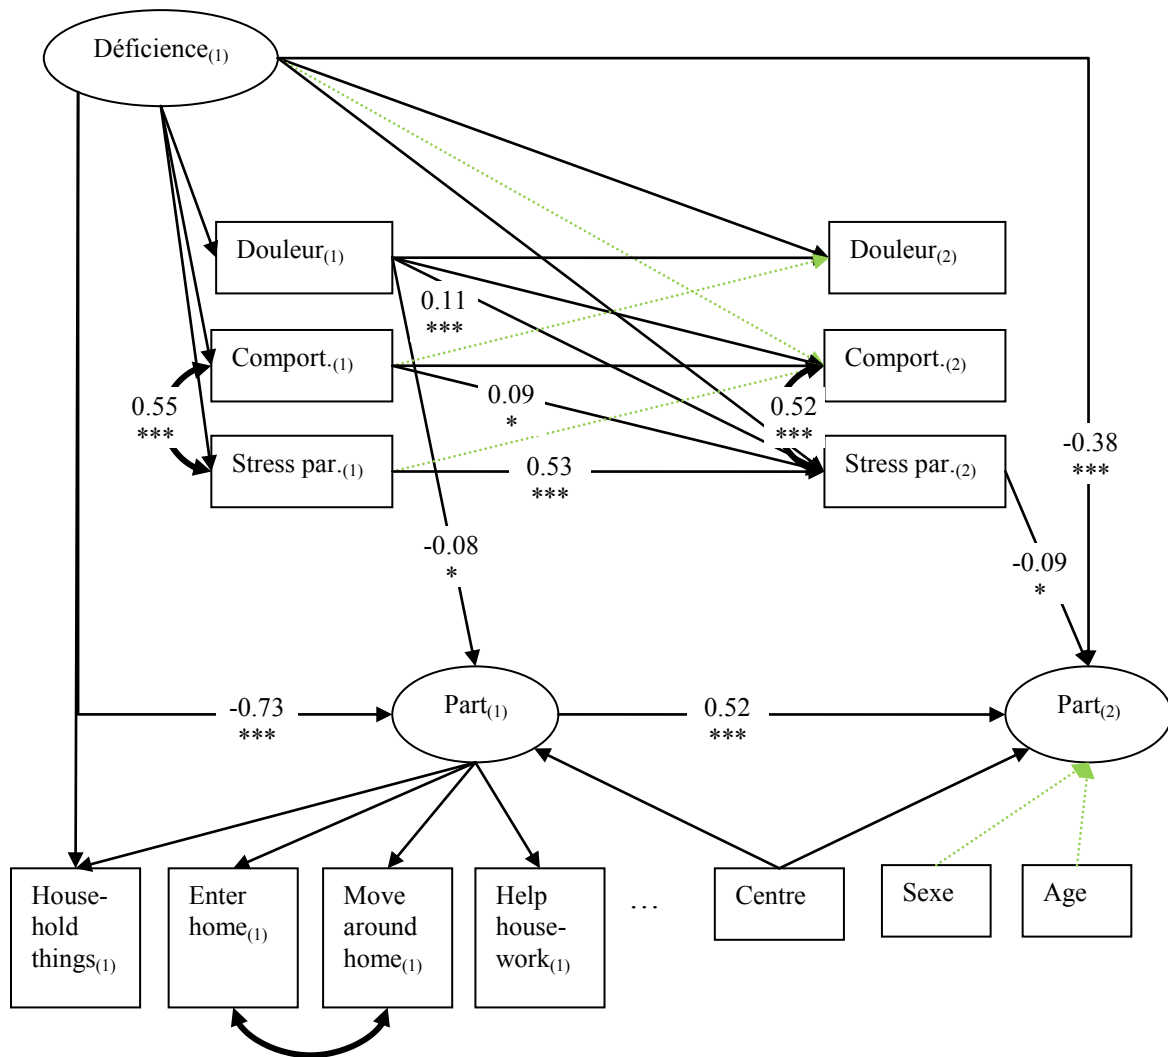 Déficience(1)
Douleur(1)
Douleur(2)
0.11
***
Comport.(1)
Comport.(2)
0.55
***
0.09
*
0.52
***
-0.38
***
Stress par.(1)
0.53
***
Stress par.(2)
-0.08
*
-0.09
*
-0.73
***
Part(1)
0.52
***
Part(2)
House-
hold
things(1)
Enter
home(1)
Move
around
home(1)
Help
house-
work(1)
...
Centre
Sexe
Age